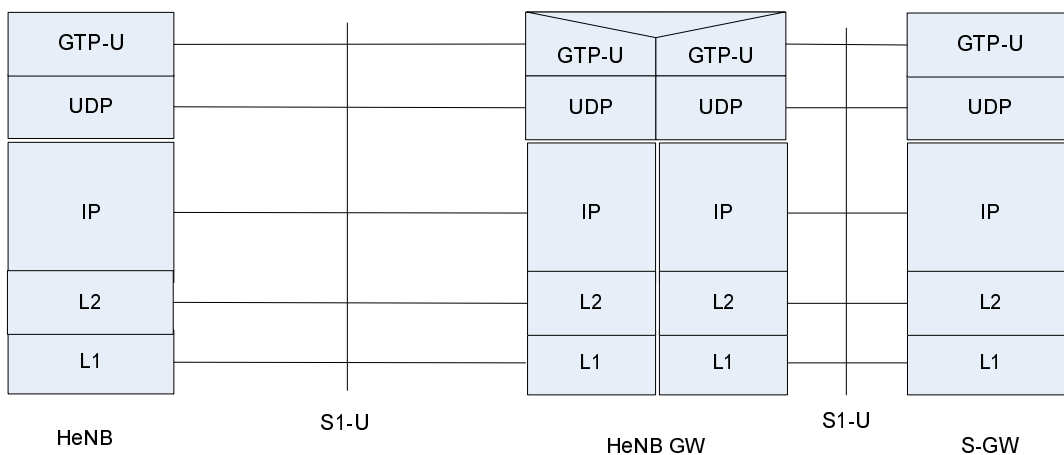 GTP-U GTP-U GTP-U GTP-U
UDP UDP UDP UDP
IP IP IP IP
L2 L2 L2 L2
L1 L1 L1 L1
S1-U S1-U
HeNB HeNB GW S-GW